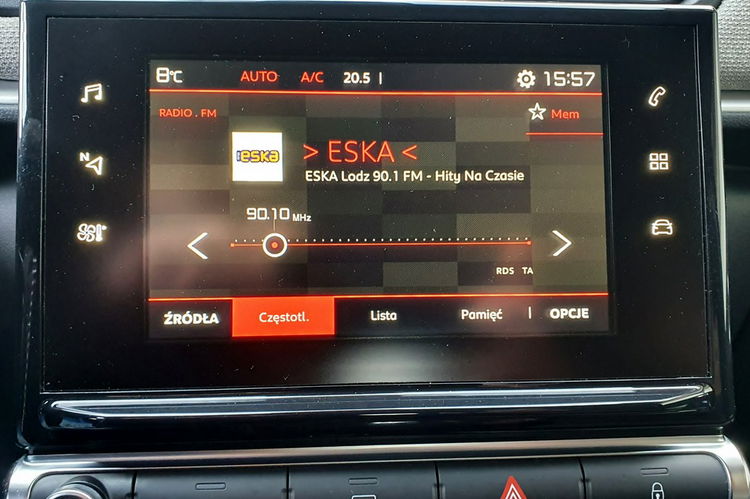 8°C AUTO A/C 20.5 15:57
RADIO . FM Mem
ESKA > ESKA <
ESKA Lodz 90.1 FM - Hity Na Czasie
90.10 MHz
N
RDS TA
ŹRÓDŁA Częstotl. Lista Pamięć OPCJE